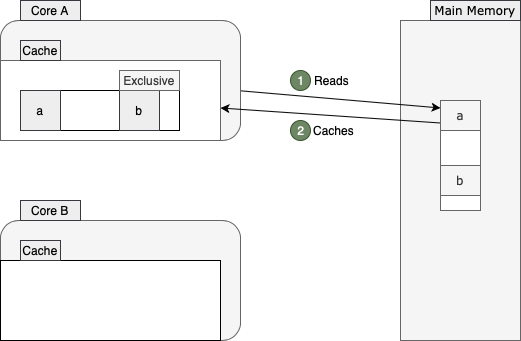 Core A
Main Memory
Cache
Exclusive
1 Reads
a
b
a
2 Caches
b
Core B
Cache